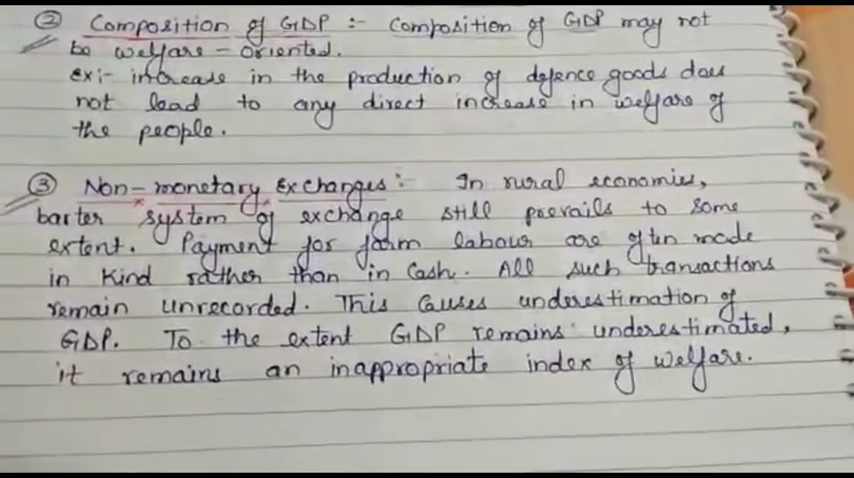 ② Composition of GDP :- Composition of GDP may not
be welfare - oriented.
ex:- increase in the production of defence goods does
not lead to any direct increase in welfare of
the people.
③ Non-monetary Exchanges:- In rural economies,
barter system of exchange still prevails to some
extent. Payment for farm labour are often made
in Kind rather than in Cash. All such transactions
remain unrecorded. This Causes underestimation of
GDP. To the extent GDP remains underestimated,
it remains an inappropriate index of welfare.